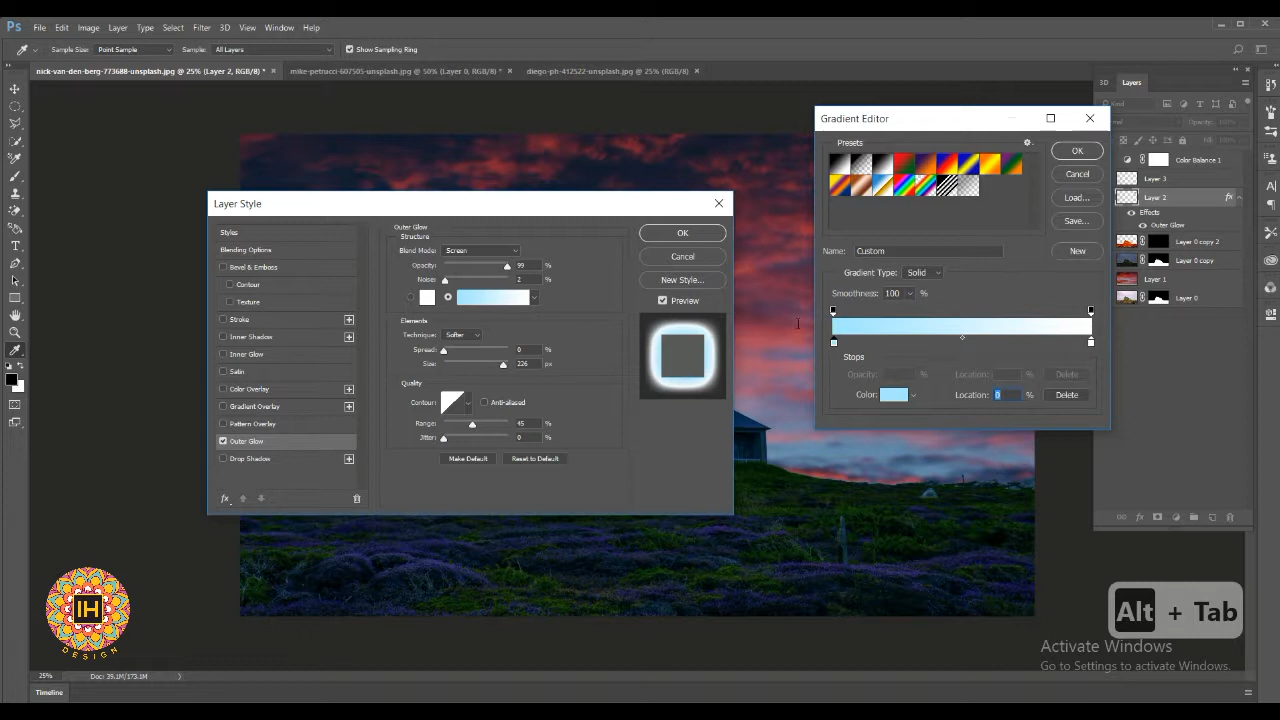 Ps File Edit Image Layer Type Select Filter 3D View Window Help
Sample Size: Point Sample Sample: All Layers Show Sampling Ring
nick-van-den-berg-773688-unsplash.jpg @ 25% (Layer 2, RGB/8) * × mike-petrucci-607505-unsplash.jpg @ 50% (Layer 0, RGB/8) * × diego-ph-412522-unsplash.jpg @ 25% (RGB/8) ×
3D Layers
Kind
Opacity:
Color Balance 1
Layer 3
Layer 2 fx
Effects
Outer Glow
Layer 0 copy 2
Layer 0 copy
Layer 1
Layer 0
Gradient Editor
Presets
OK
Cancel
Load...
Save...
Name: Custom New
Gradient Type: Solid
Smoothness: 100 %
Stops
Opacity: % Location: % Delete
Color: Location: 0 % Delete
Layer Style
Styles
Blending Options
Bevel & Emboss
Contour
Texture
Stroke
Inner Shadow
Inner Glow
Satin
Color Overlay
Gradient Overlay
Pattern Overlay
Outer Glow
Drop Shadow
fx
Outer Glow
Structure
Blend Mode: Screen
Opacity: 99 %
Noise: 2 %
Elements
Technique: Softer
Spread: 0 %
Size: 226 px
Quality
Contour: Anti-aliased
Range: 45 %
Jitter: 0 %
Make Default Reset to Default
OK
Cancel
New Style...
Preview
IH
DESIGN
Alt + Tab
Activate Windows
Go to Settings to activate Windows.
25% Doc: 39.1M/173.1M
Timeline